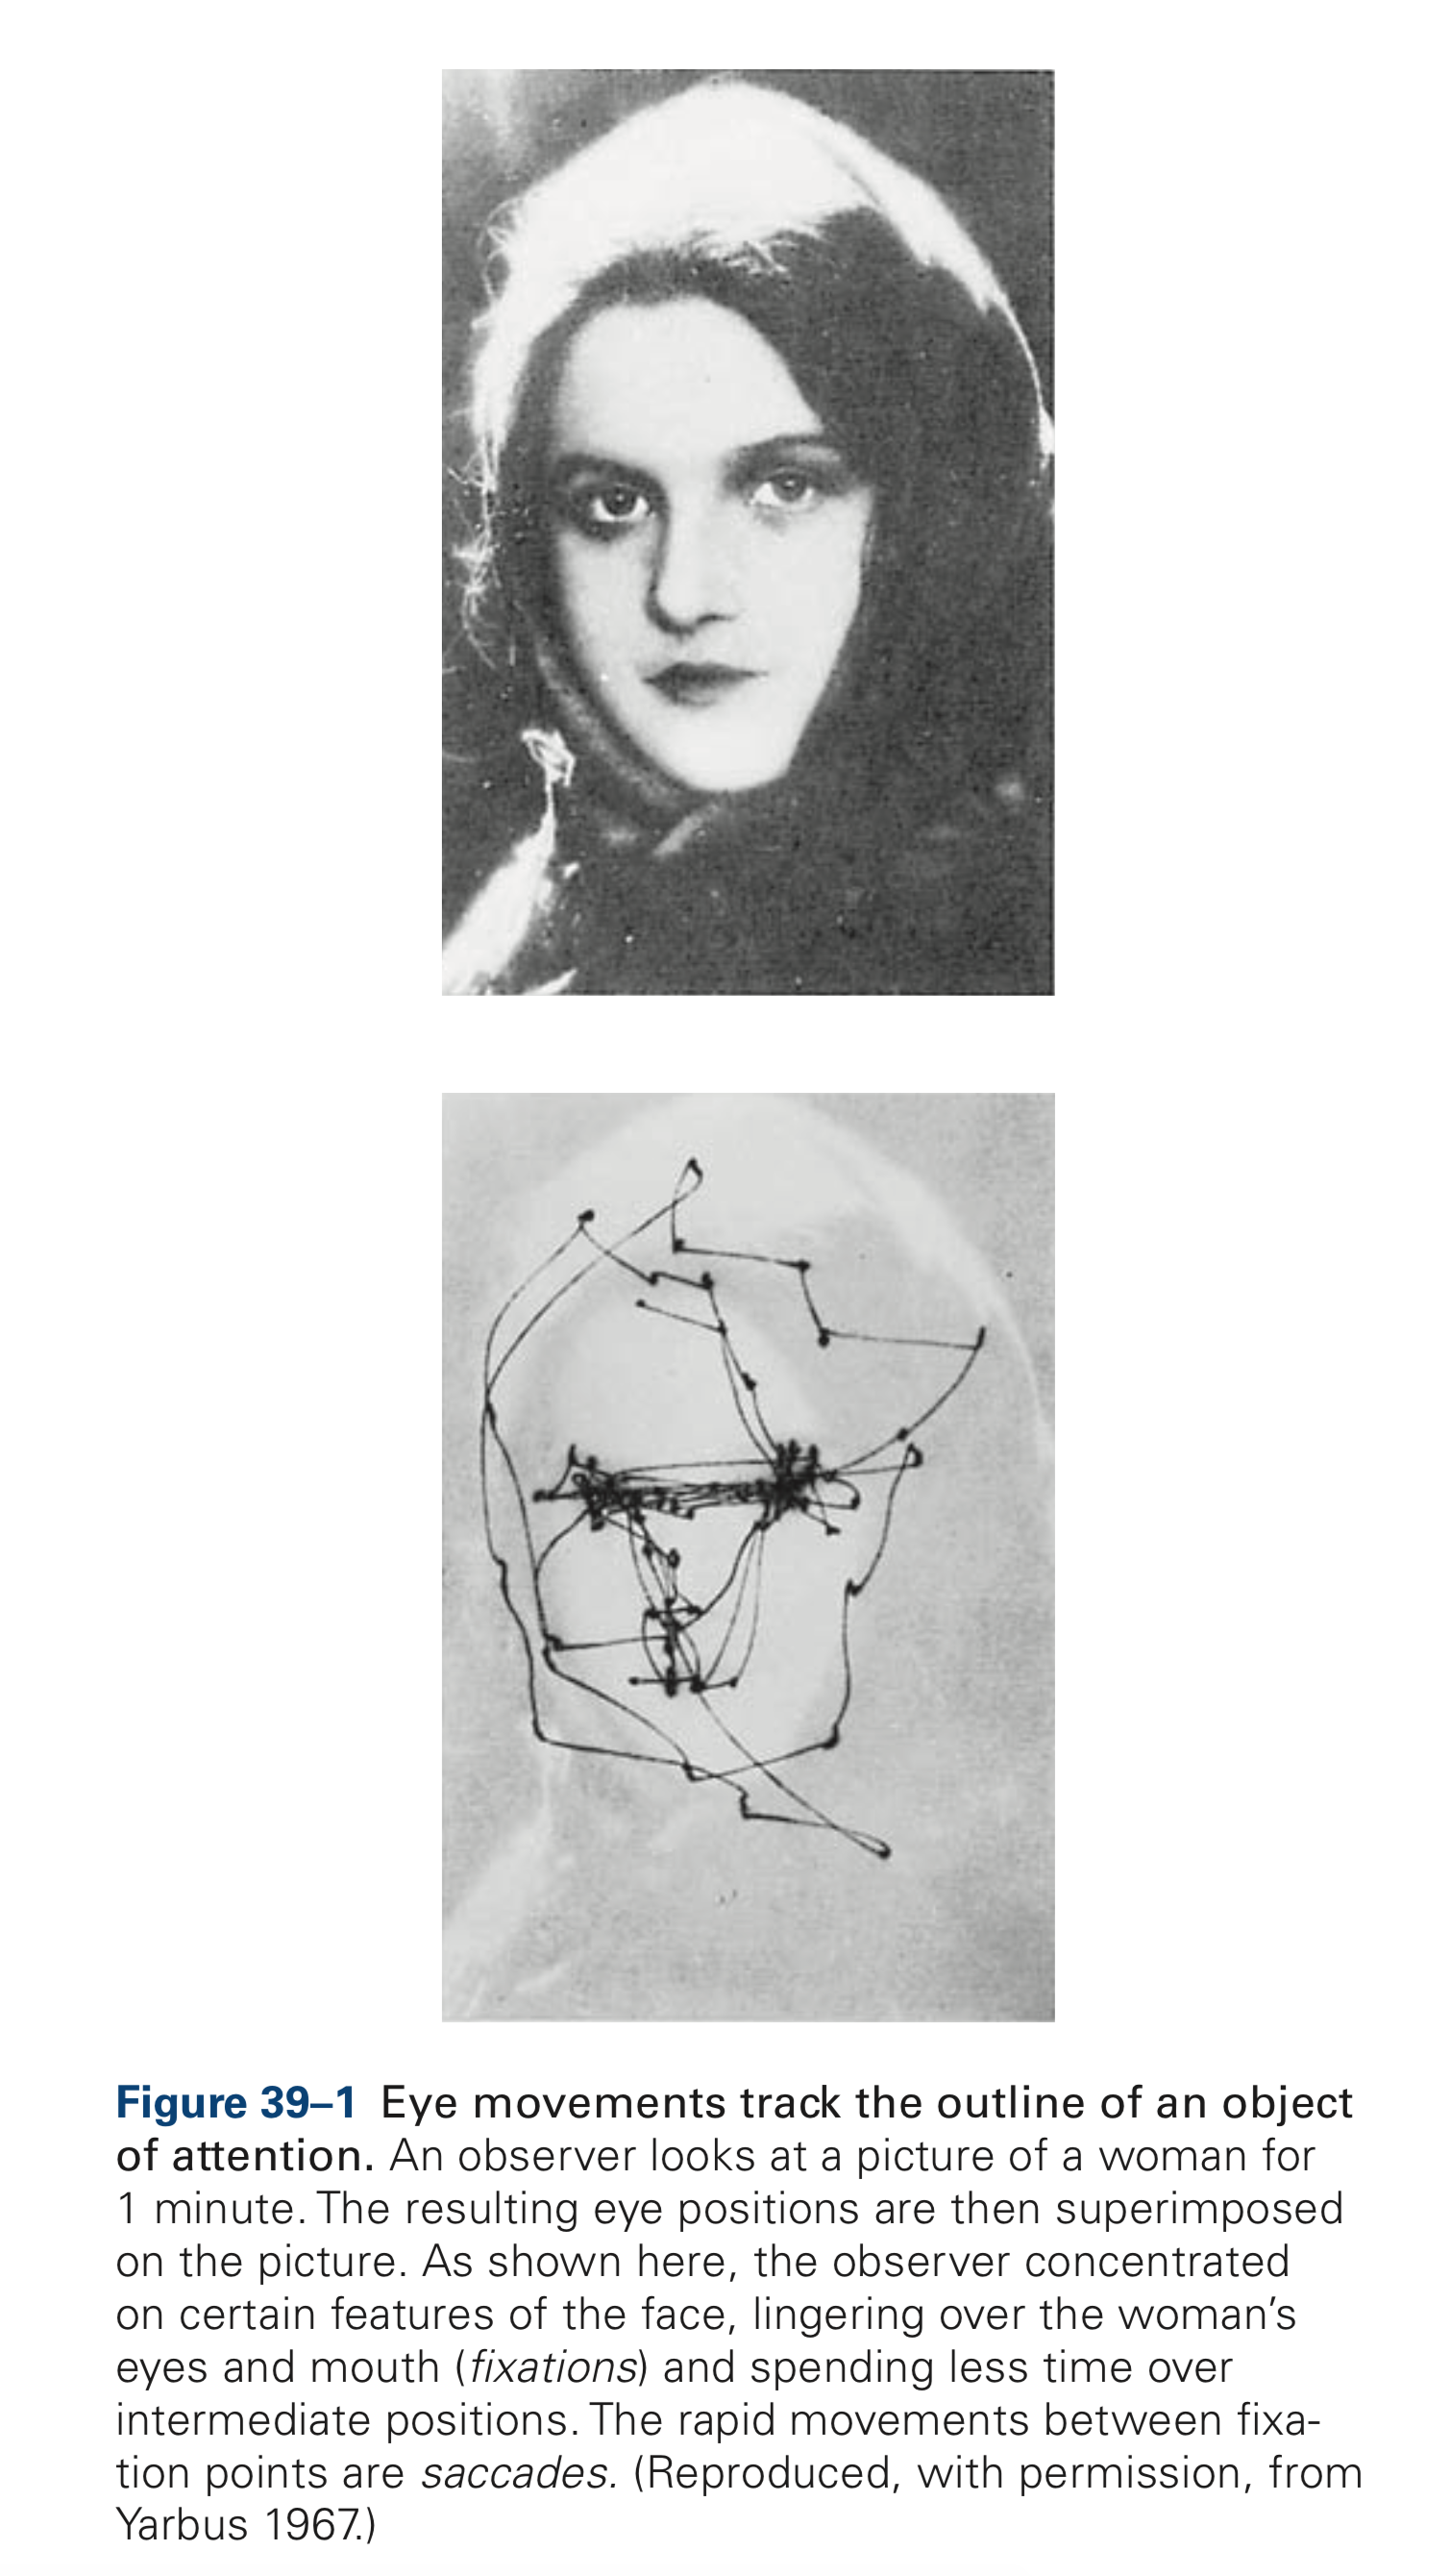 Figure 39–1 Eye movements track the outline of an object
of attention. An observer looks at a picture of a woman for
1 minute. The resulting eye positions are then superimposed
on the picture. As shown here, the observer concentrated
on certain features of the face, lingering over the woman’s
eyes and mouth (fixations) and spending less time over
intermediate positions. The rapid movements between fixa-
tion points are saccades. (Reproduced, with permission, from
Yarbus 1967.)